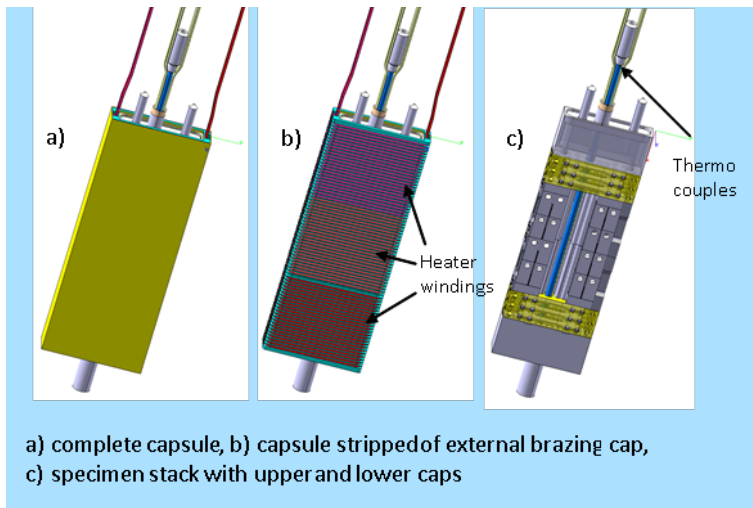 a)
b)
c)
Thermo
couples
Heater
windings
a) complete capsule, b) capsule stripped of external brazing cap,
c) specimen stack with upper and lower caps